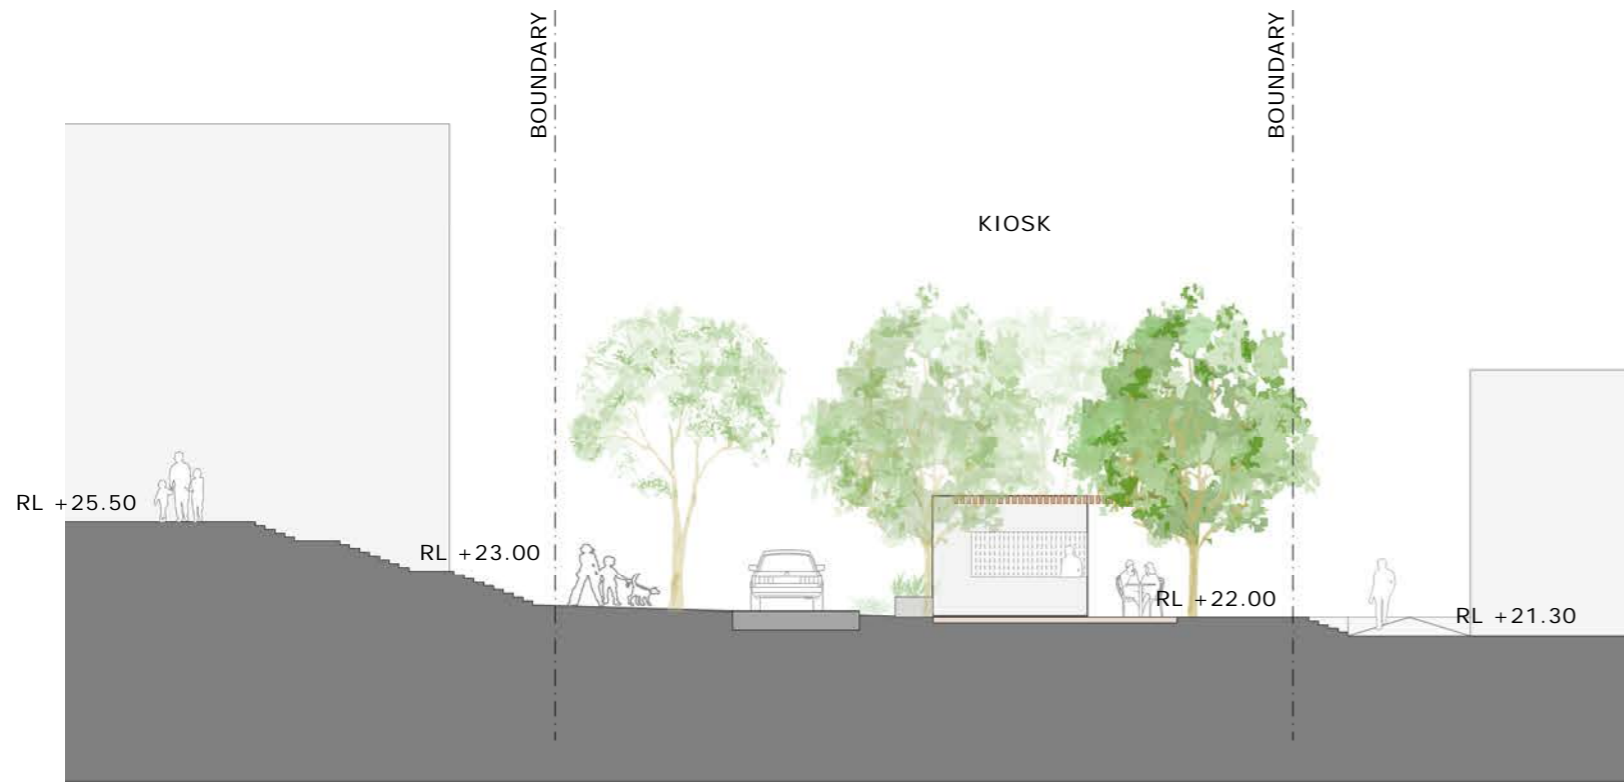 BOUNDARY
BOUNDARY
KIOSK
RL +25.50
RL +23.00
RL +22.00
RL +21.30